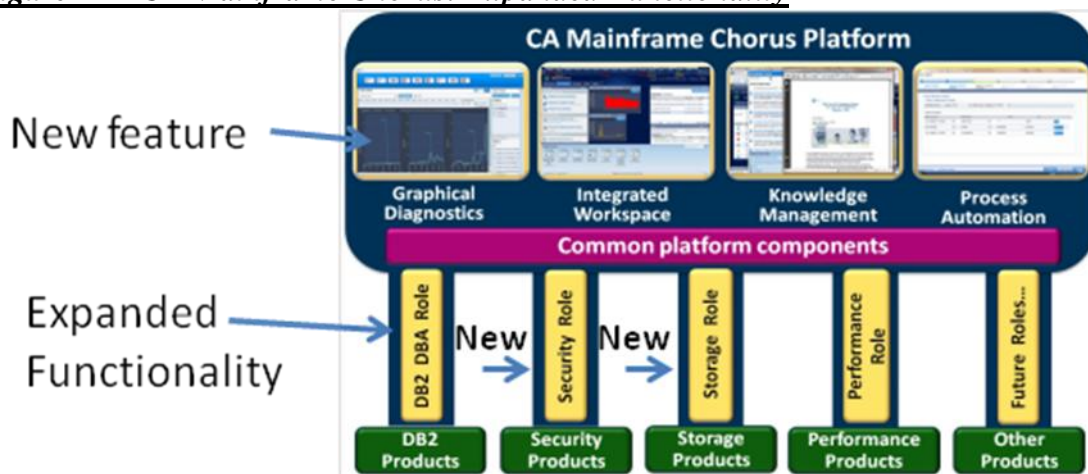 CA Mainframe Chorus Platform
New feature
Graphical
Diagnostics
Integrated
Workspace
Knowledge
Management
Process
Automation
Common platform components
Expanded
Functionality
DB2 DBA Role
New
Security Role
New
Storage Role
Performance
Role
Future Roles...
DB2
Products
Security
Products
Storage
Products
Performance
Products
Other
Products